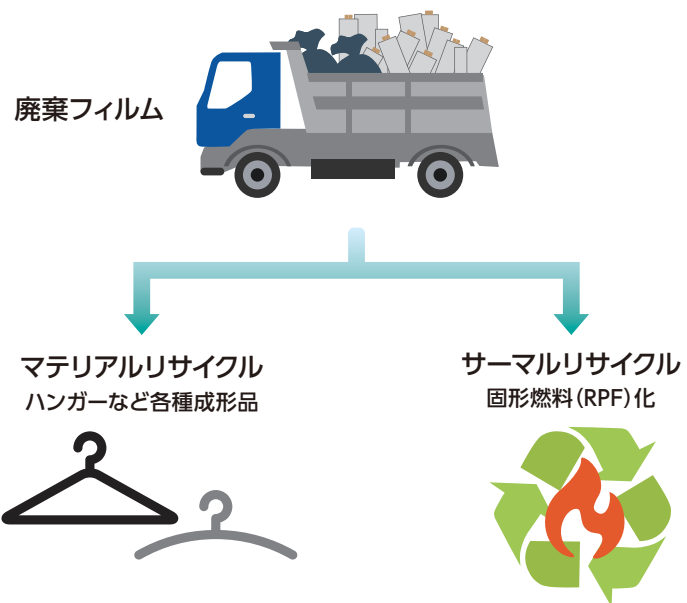 廃棄フィルム
マテリアルリサイクル
ハンガーなど各種成形品
サーマルリサイクル
固形燃料(RPF)化